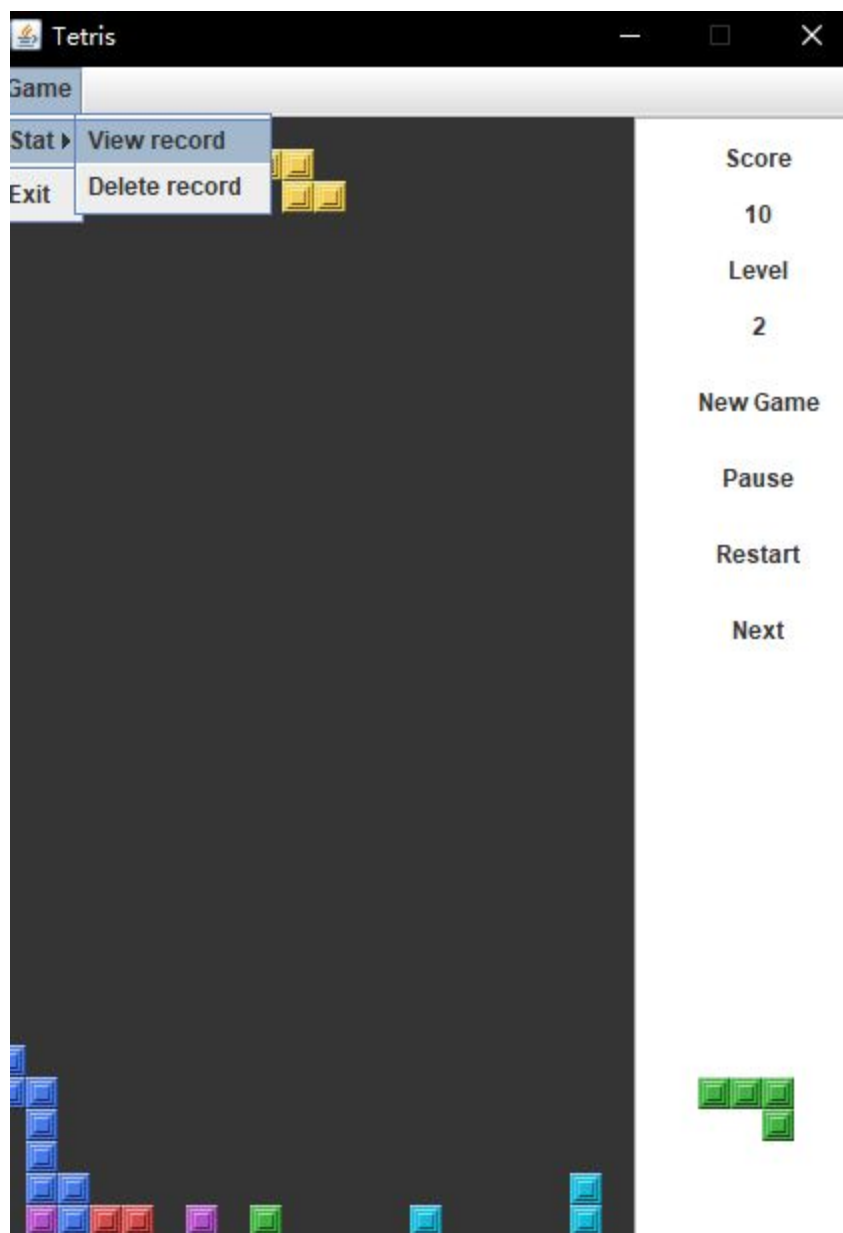 Tetris
Game
Stat
View record
Delete record
Exit
Score
10
Level
2
New Game
Pause
Restart
Next